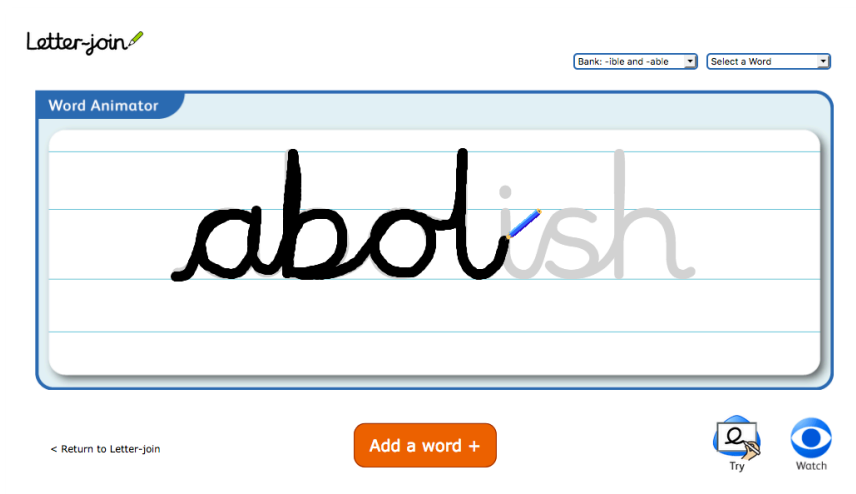 Letter-join
Bank: -ible and -able Select a Word
Word Animator
abolish
< Return to Letter-join
Add a word +
Try
Watch